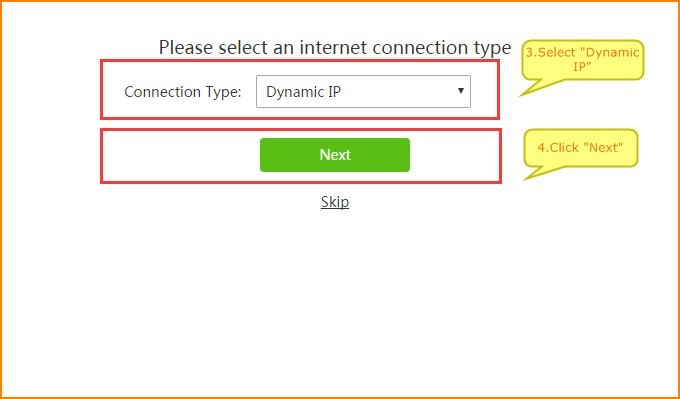 Please select an internet connection type
3.Select "Dynamic
IP"
Connection Type: Dynamic IP
Next
4.Click "Next"
Skip